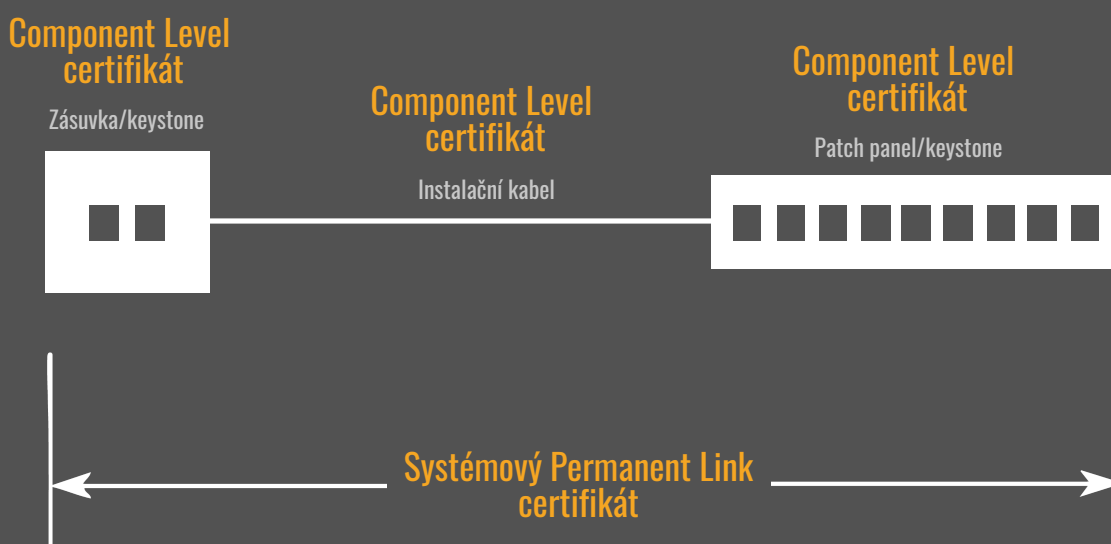 Component Level
certifikát
Zásuvka/keystone
Component Level
certifikát
Instalační kabel
Component Level
certifikát
Patch panel/keystone
Systémový Permanent Link
certifikát